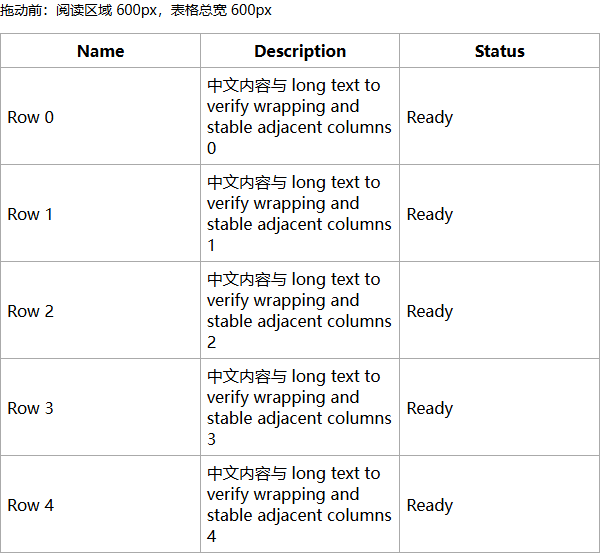 拖动前：阅读区域 600px，表格总宽 600px
Name Description Status
Row 0
中文内容与 long text to
verify wrapping and
stable adjacent columns
0
Ready
Row 1
中文内容与 long text to
verify wrapping and
stable adjacent columns
1
Ready
Row 2
中文内容与 long text to
verify wrapping and
stable adjacent columns
2
Ready
Row 3
中文内容与 long text to
verify wrapping and
stable adjacent columns
3
Ready
Row 4
中文内容与 long text to
verify wrapping and
stable adjacent columns
4
Ready